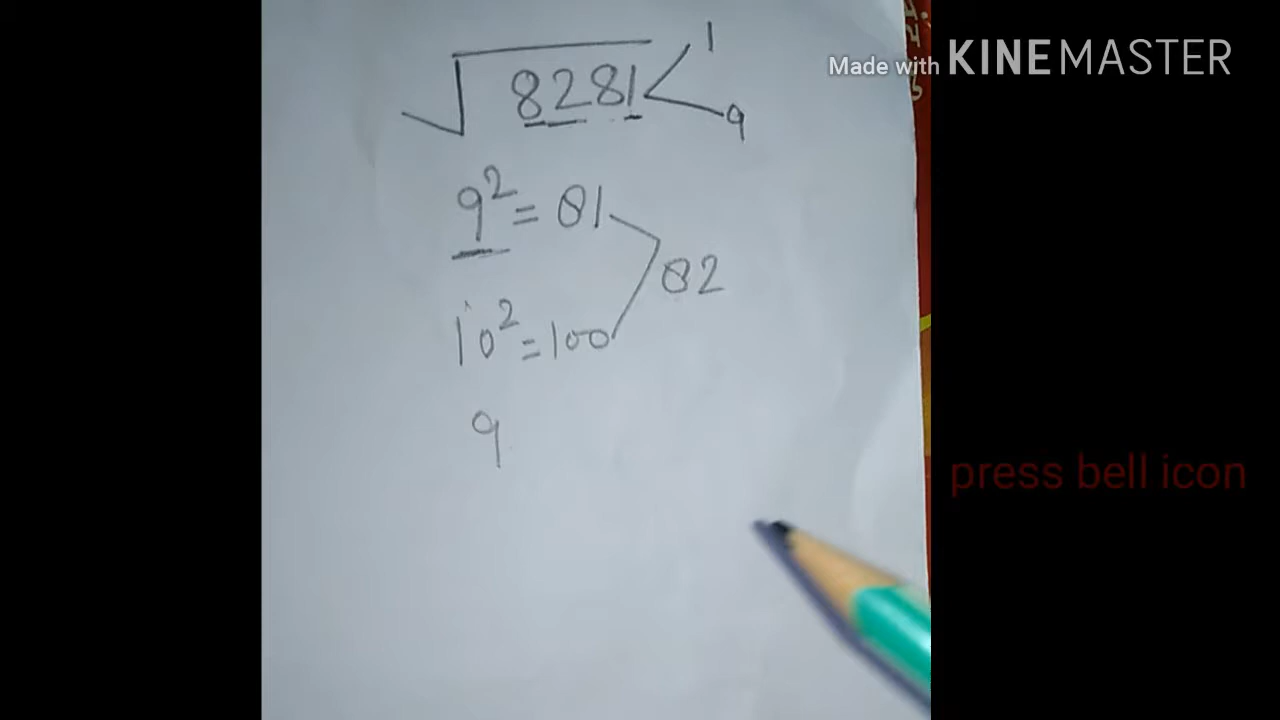 Made with KINEMASTER
√8281 < 1
9
9² = 81
82
10² = 100
9
press bell icon